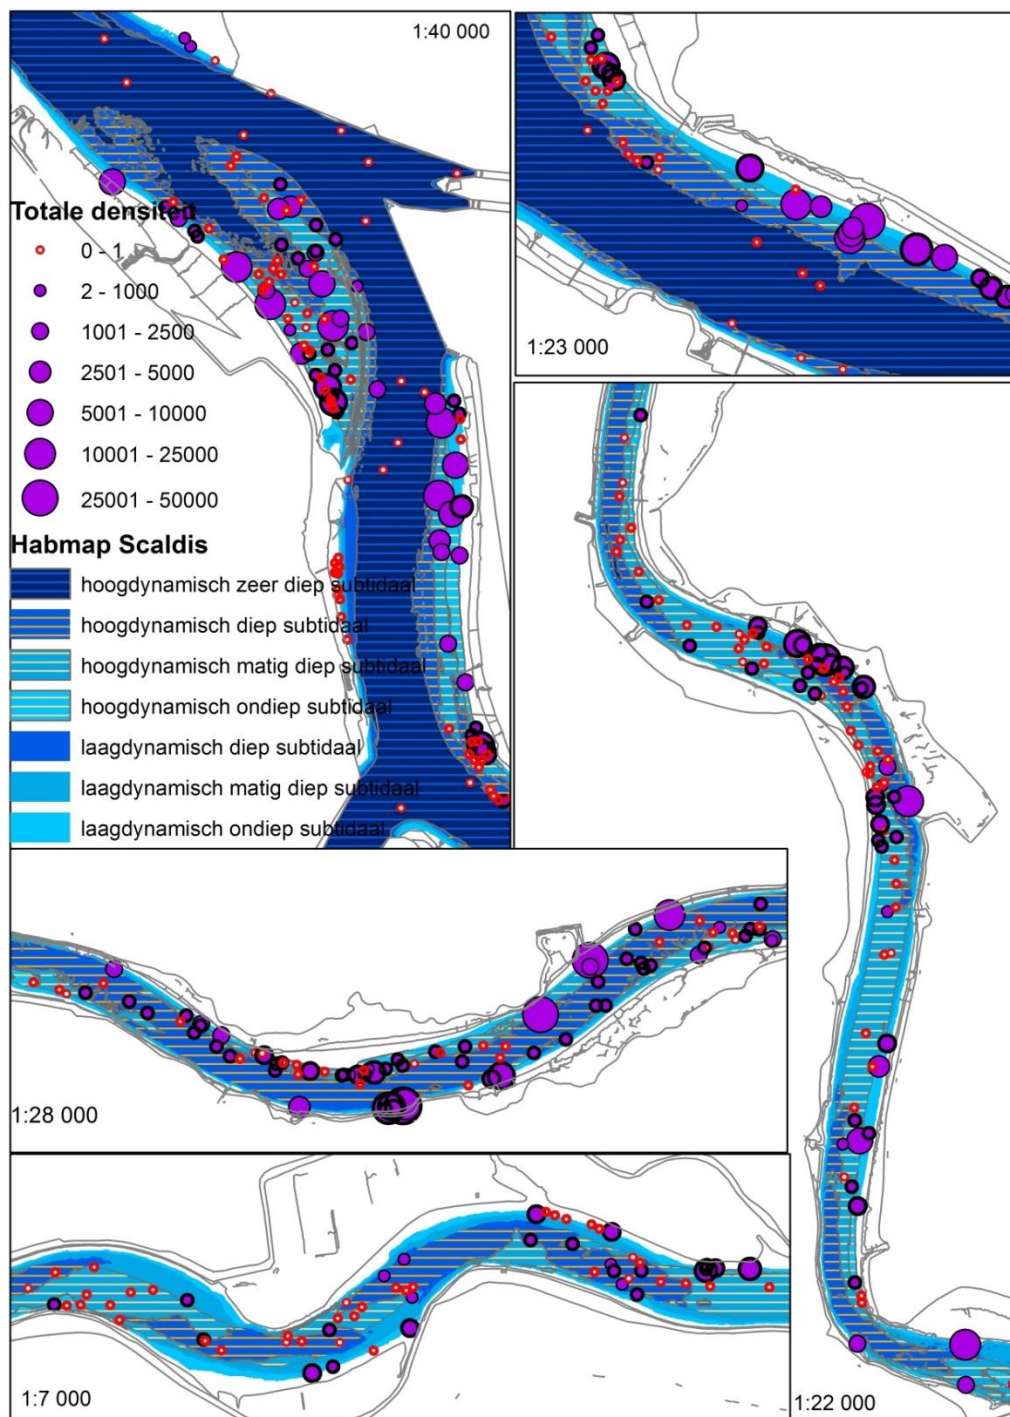 1:40 000
Totale densiteit
0 - 1
2 - 1000
1001 - 2500
2501 - 5000
5001 - 10000
10001 - 25000
25001 - 50000
Habmap Scaldis
hoogdynamisch zeer diep subtidaal
hoogdynamisch diep subtidaal
hoogdynamisch matig diep subtidaal
hoogdynamisch ondiep subtidaal
laagdynamisch diep subtidaal
laagdynamisch matig diep subtidaal
laagdynamisch ondiep subtidaal
1:23 000
1:28 000
1:7 000
1:22 000